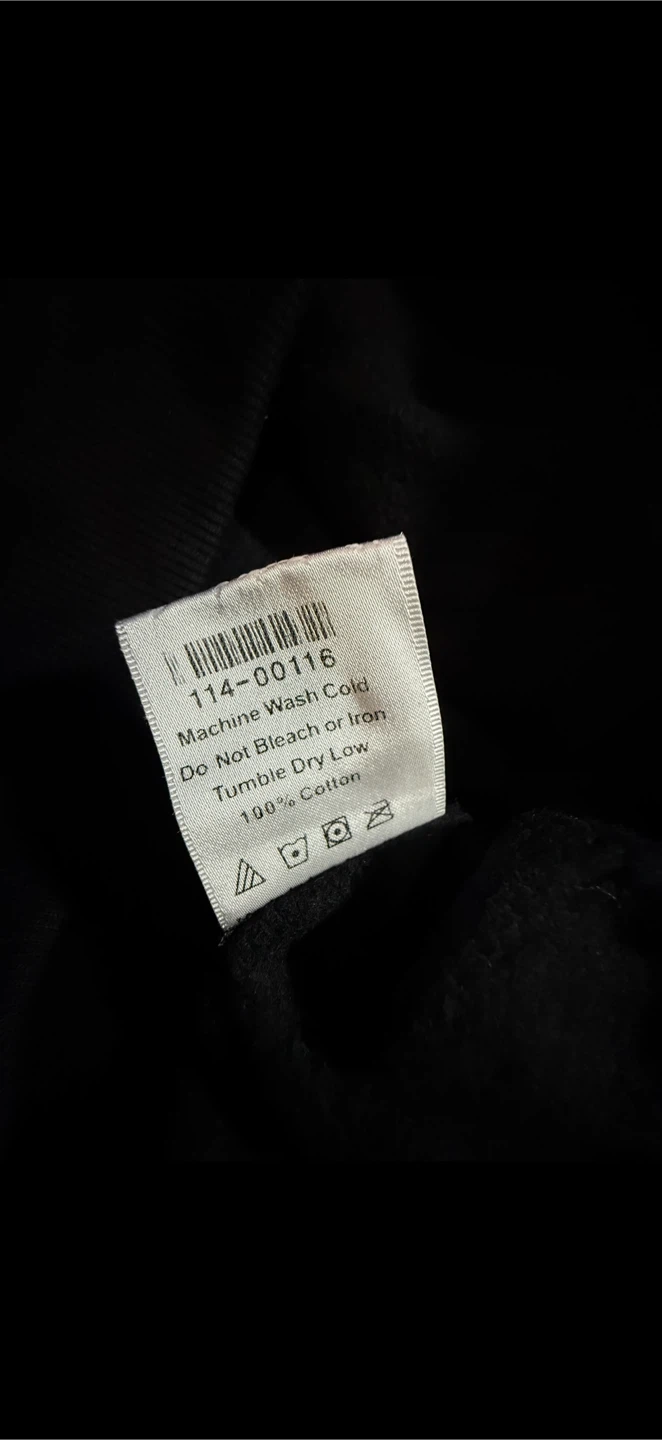 114-00116
Machine Wash Cold
Do Not Bleach or Iron
Tumble Dry Low
100% Cotton